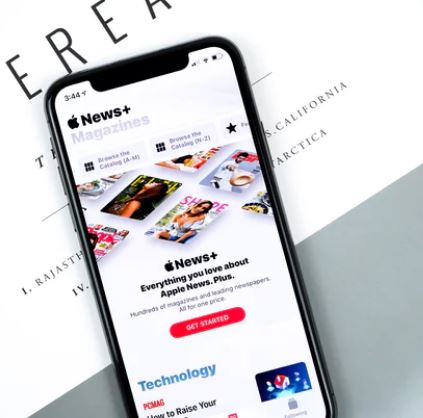 EREA
3:44
News+
Magazines
Browse the
Catalog (A-M)
Browse the
Catalog (N-Z)
S. CALIFORNIA
SHAPE
I. RAJASTH
IV.
News+
Everything you love about
Apple News. Plus.
Hundreds of magazines and leading newspapers.
All for one price.
GET STARTED
Technology
PCMAG
How to Raise Your
Following